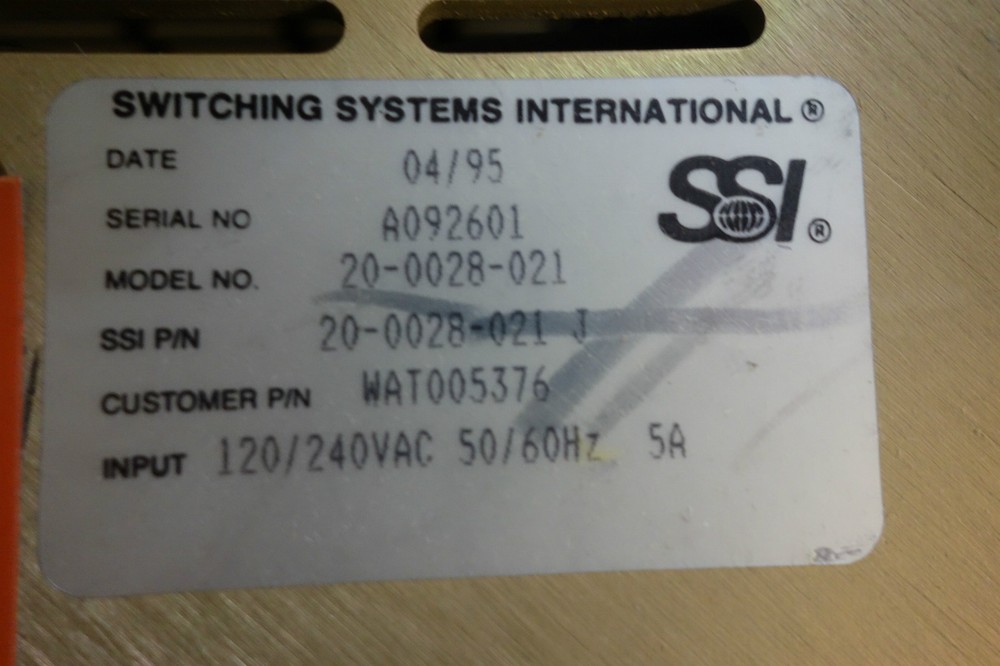 SWITCHING SYSTEMS INTERNATIONAL ®
DATE 04/95
SSI ®
SERIAL NO A092601
MODEL NO. 20-0028-021
SSI P/N 20-0028-021 J
CUSTOMER P/N WAT005376
INPUT 120/240VAC 50/60Hz 5A